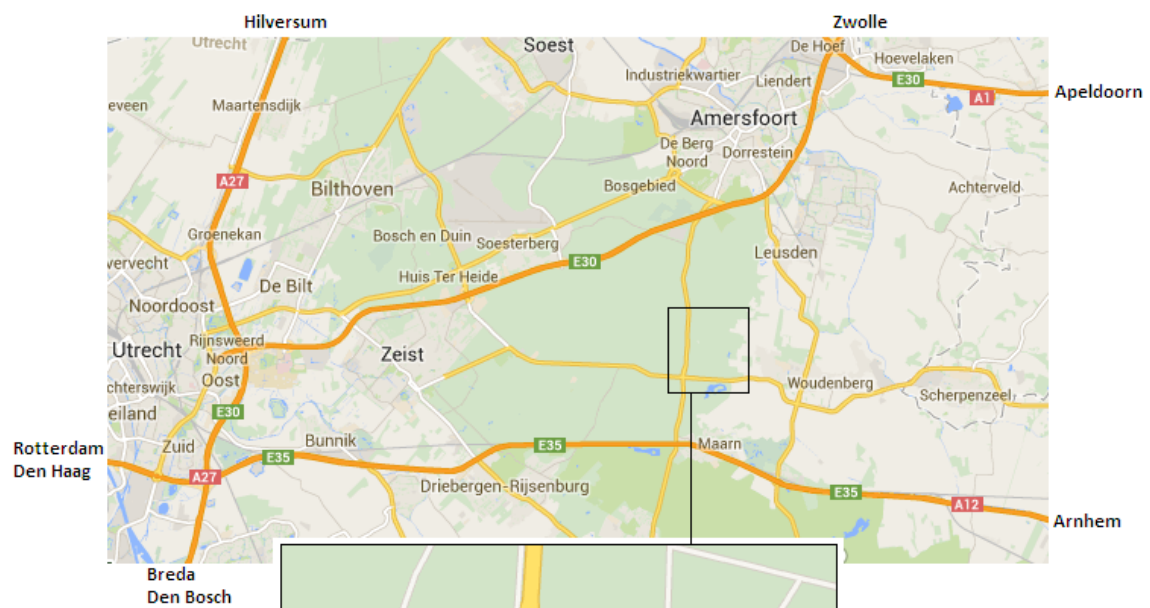 Hilversum
Zwolle
Utrecht
Soest
De Hoef
Hoevelaken
Industriekwartier
Liendert
E30
A1
Apeldoorn
eveen
Maartensdijk
Amersfoort
De Berg
Noord
Dorrestein
A27
Bilthoven
Bosgebied
Achterveld
Groenekan
Bosch en Duin
Soesterberg
Leusden
vervecht
E30
Huis Ter Heide
De Bilt
Noordoost
Rijnsweerd
Noord
Utrecht
Zeist
Oost
chterswijk
Woudenberg
Scherpenzeel
eiland
E30
Zuid
Bunnik
E35
Maarn
Rotterdam
Den Haag
E35
A27
Driebergen-Rijsenburg
E35
A12
Arnhem
Breda
Den Bosch